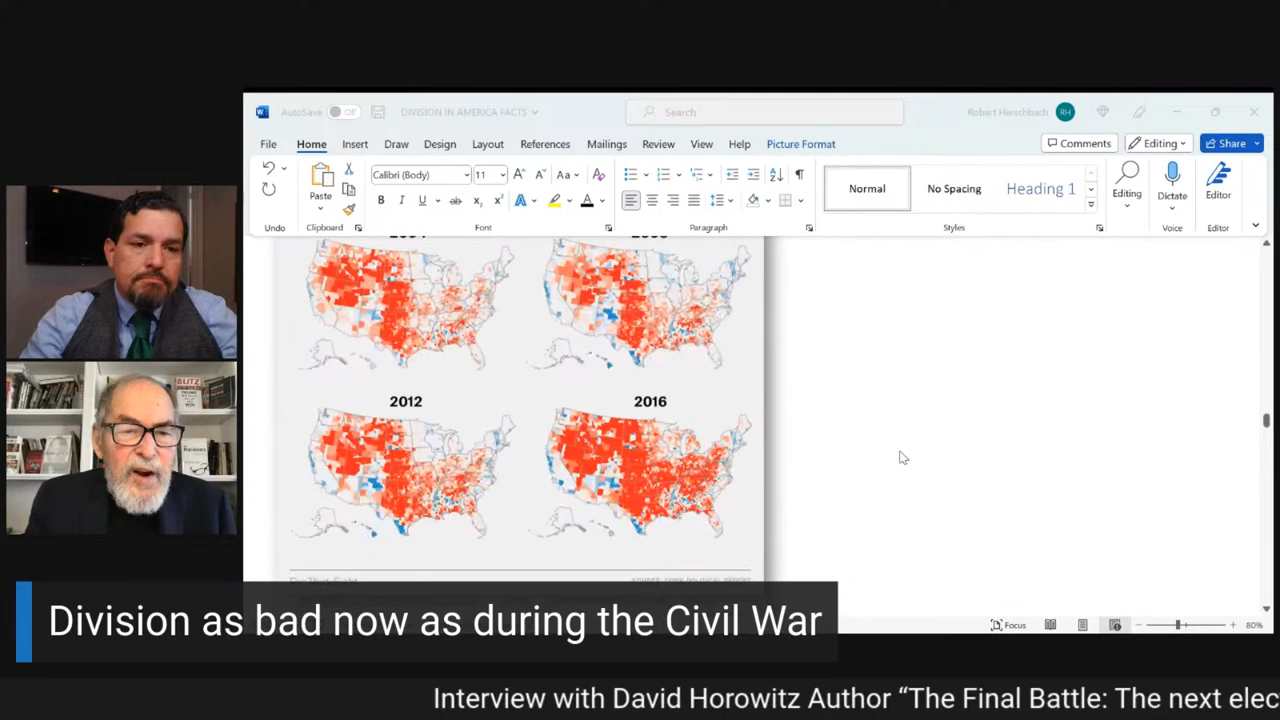 AutoSave Off DIVISION IN AMERICA FACTS Search Robert Herschbach RH
File Home Insert Draw Design Layout References Mailings Review View Help Picture Format Comments Editing Share
Calibri (Body) 11 Aa
Paste
Normal No Spacing Heading 1
Editing Dictate Editor
Undo Clipboard Font Paragraph Styles Voice Editor
2012 2016
BLITZ
Division as bad now as during the Civil War
Focus 80%
Interview with David Horowitz Author “The Final Battle: The next elec